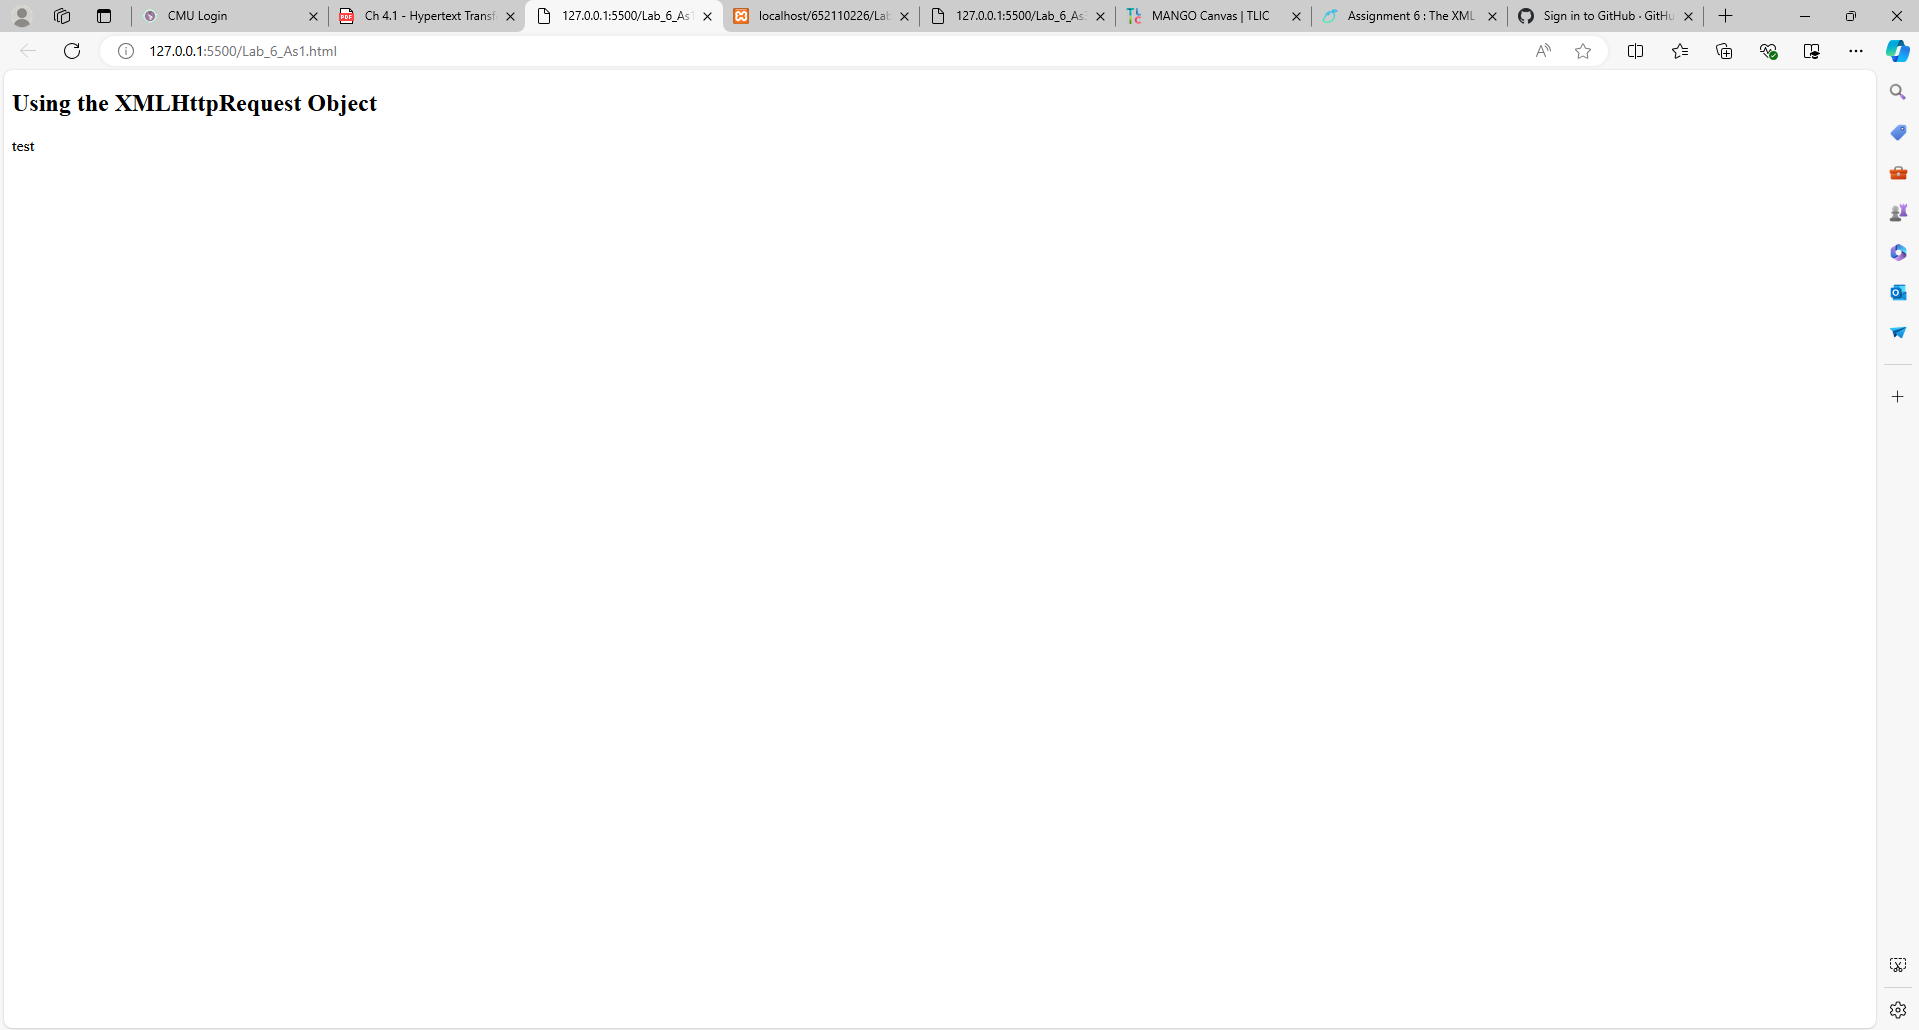 CMU Login
Ch 4.1 - Hypertext Transf
127.0.0.1:5500/Lab_6_As1
localhost/652110226/Lab
127.0.0.1:5500/Lab_6_As
MANGO Canvas | TLIC
Assignment 6 : The XML
Sign in to GitHub · GitHu
127.0.0.1:5500/Lab_6_As1.html
Using the XMLHttpRequest Object
test